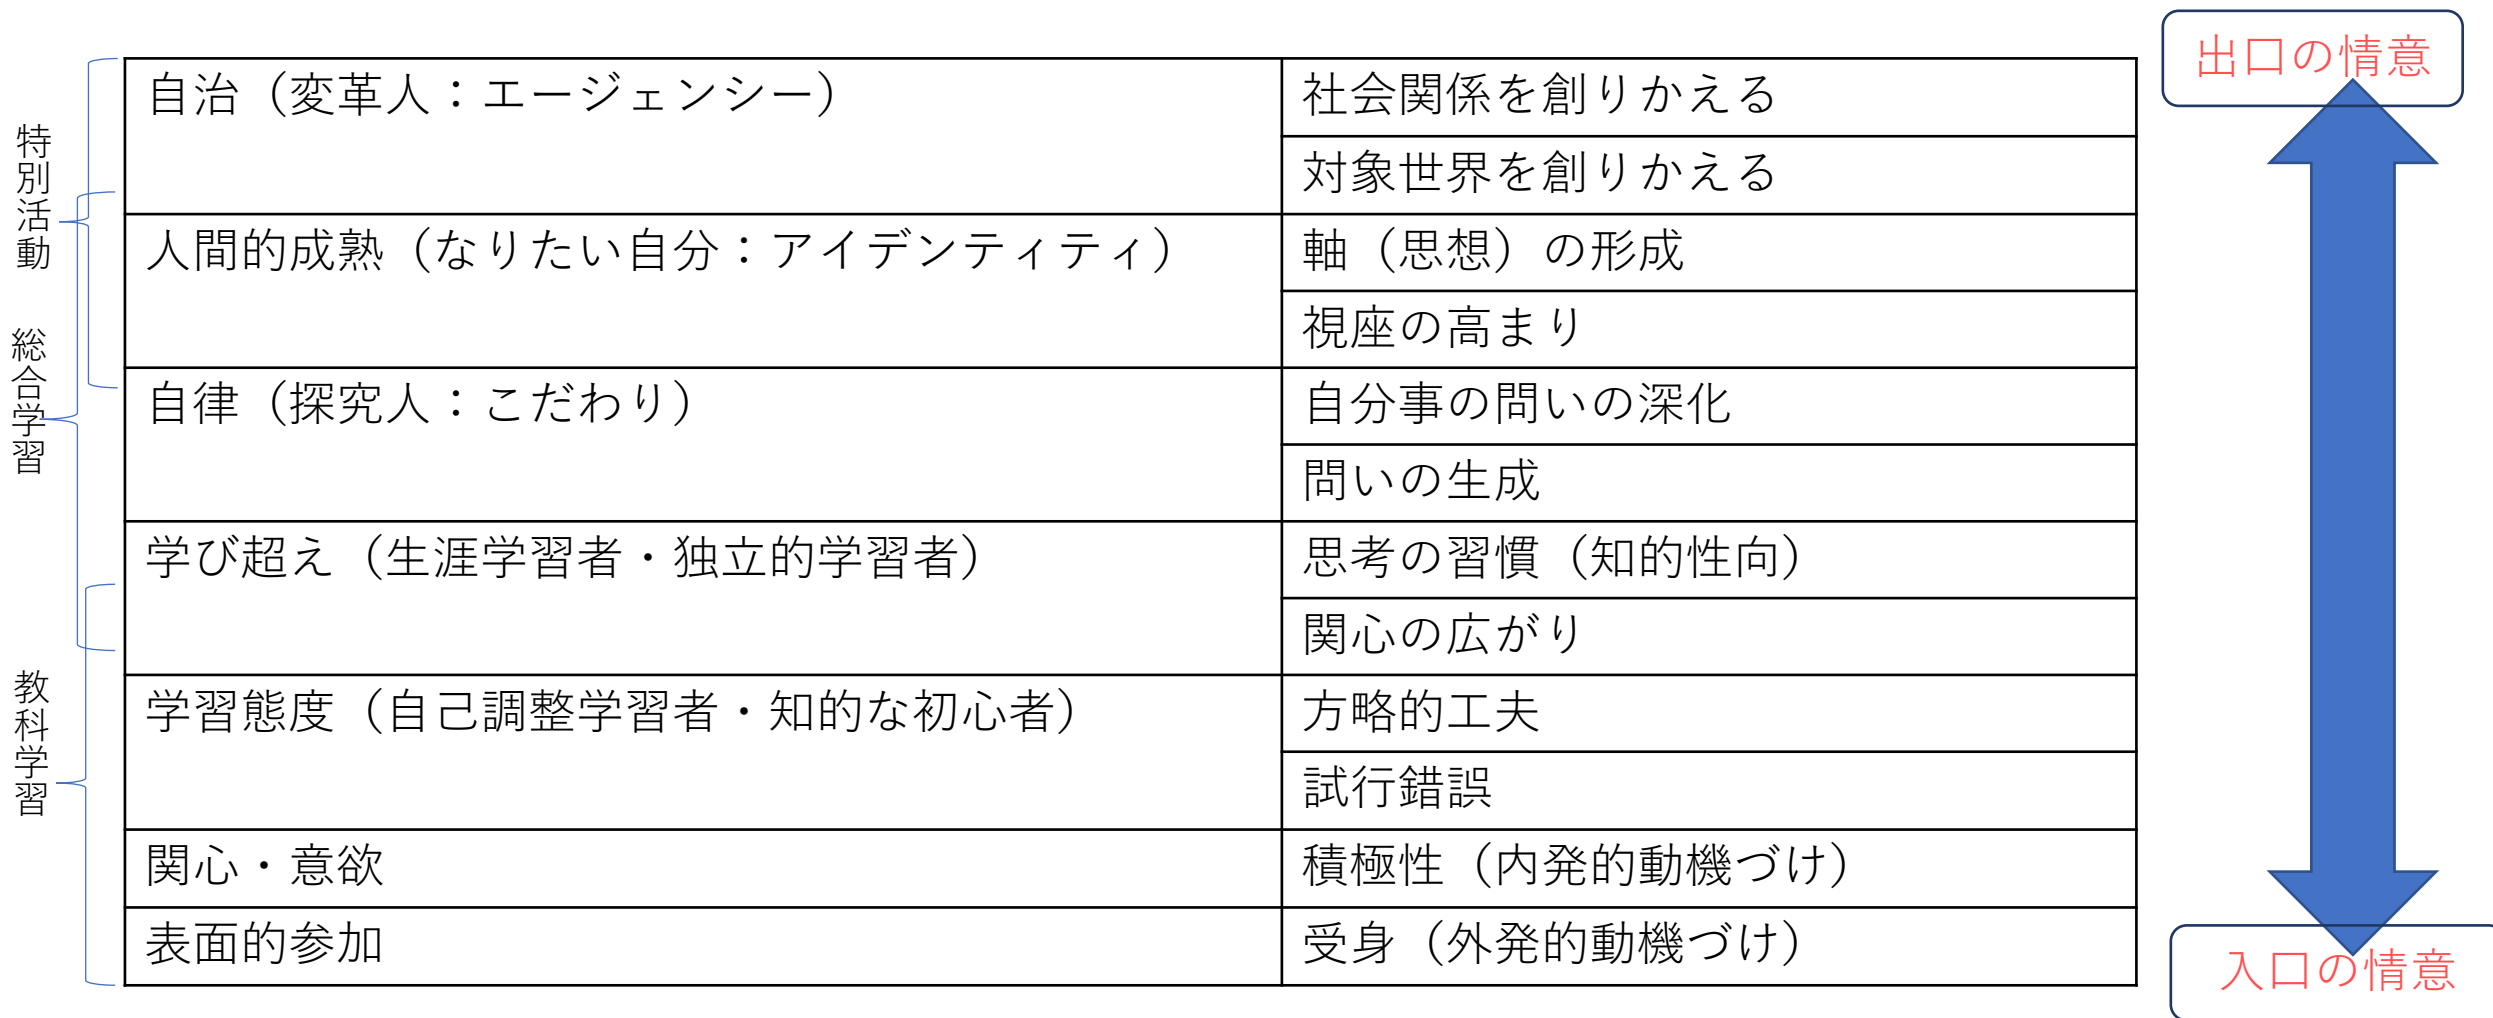 出口の情意
自治（変革人：エージェンシー）
社会関係を創りかえる
対象世界を創りかえる
人間的成熟（なりたい自分：アイデンティティ）
軸（思想）の形成
視座の高まり
自律（探究人：こだわり）
自分事の問いの深化
問いの生成
学び超え（生涯学習者・独立的学習者）
思考の習慣（知的性向）
関心の広がり
学習態度（自己調整学習者・知的な初心者）
方略的工夫
試行錯誤
関心・意欲
積極性（内発的動機づけ）
表面的参加
受身（外発的動機づけ）
入口の情意
特別活動
総合学習
教科学習